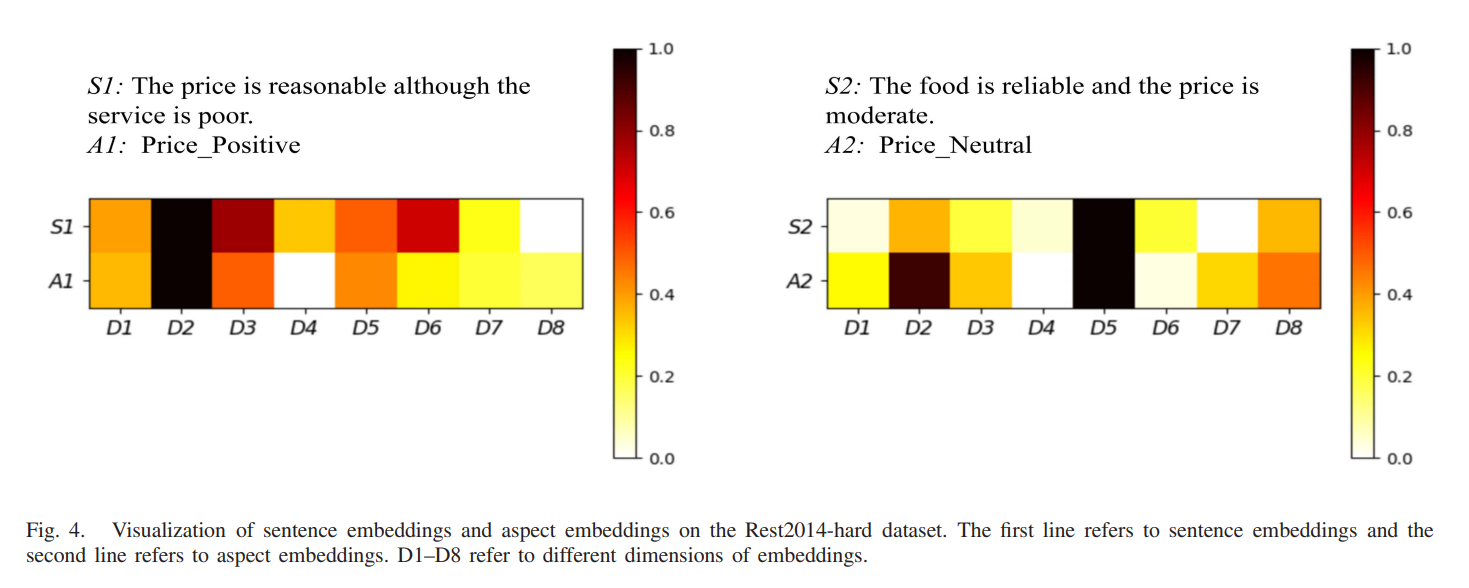 S1: The price is reasonable although the
service is poor.
A1: Price_Positive
1.0
0.8
0.6
0.4
0.2
0.0
S1
A1
D1 D2 D3 D4 D5 D6 D7 D8
S2: The food is reliable and the price is
moderate.
A2: Price_Neutral
1.0
0.8
0.6
0.4
0.2
0.0
S2
A2
D1 D2 D3 D4 D5 D6 D7 D8
Fig. 4. Visualization of sentence embeddings and aspect embeddings on the Rest2014-hard dataset. The first line refers to sentence embeddings and the
second line refers to aspect embeddings. D1–D8 refer to different dimensions of embeddings.